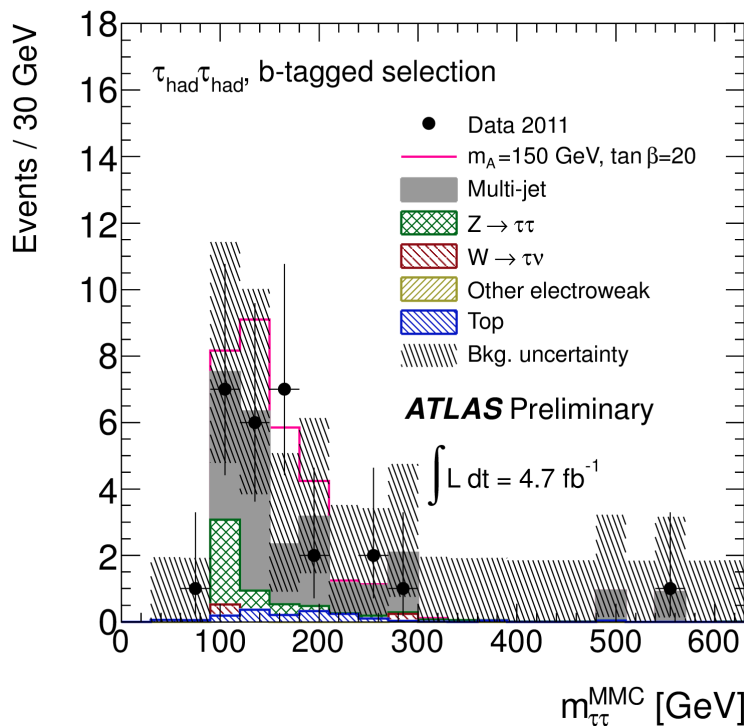 τhadτhad, b-tagged selection
Data 2011
mA=150 GeV, tan β=20
Multi-jet
Z → ττ
W → τν
Other electroweak
Top
Bkg. uncertainty
ATLAS Preliminary
∫ L dt = 4.7 fb-1
Events / 30 GeV
18
16
14
12
10
8
6
4
2
0
0 100 200 300 400 500 600
mττMMC [GeV]